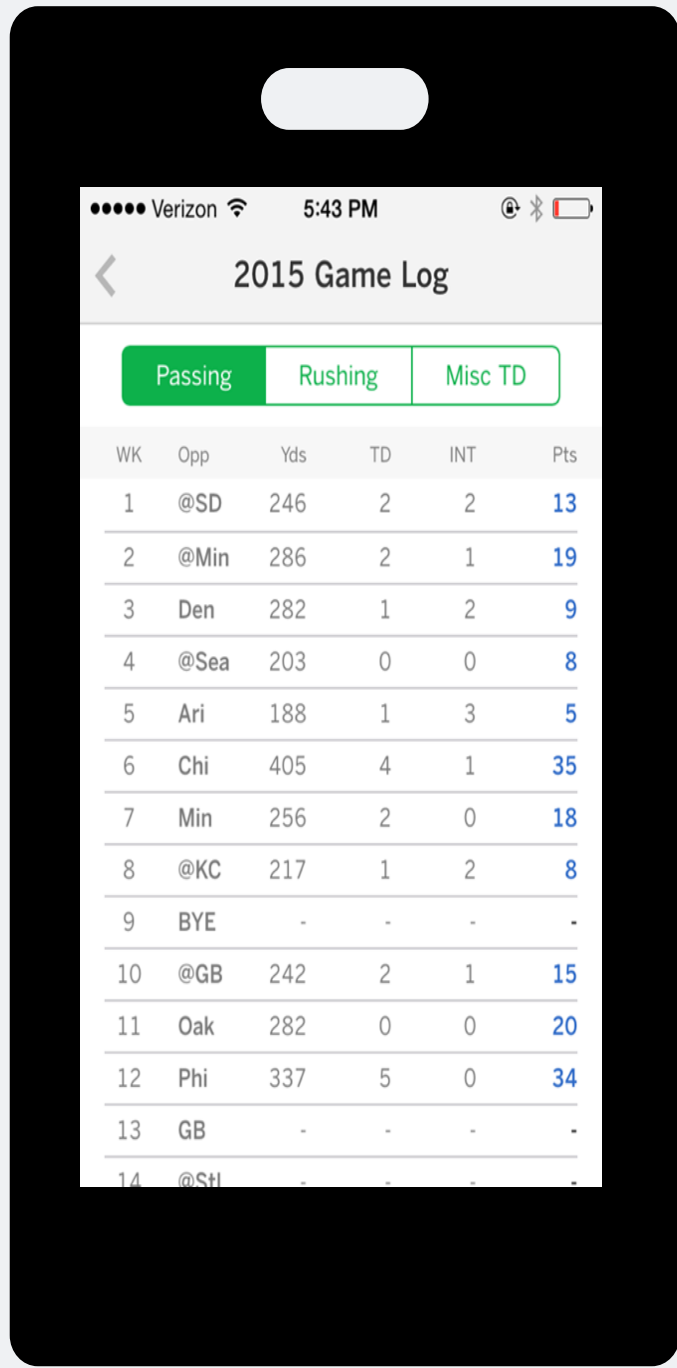 Verizon 5:43 PM
2015 Game Log
Passing Rushing Misc TD
WK Opp Yds TD INT Pts
1 @SD 246 2 2 13
2 @Min 286 2 1 19
3 Den 282 1 2 9
4 @Sea 203 0 0 8
5 Ari 188 1 3 5
6 Chi 405 4 1 35
7 Min 256 2 0 18
8 @KC 217 1 2 8
9 BYE - - - -
10 @GB 242 2 1 15
11 Oak 282 0 0 20
12 Phi 337 5 0 34
13 GB - - - -
14 @StL - - - -